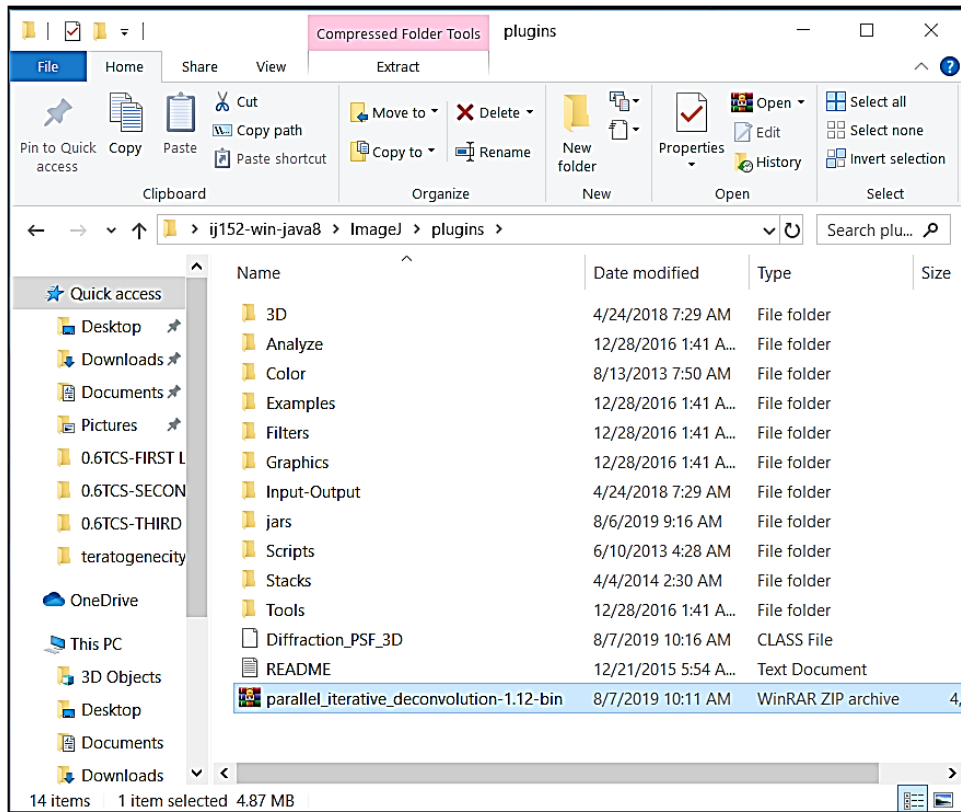 Compressed Folder Tools plugins
File Home Share View Extract
Pin to Quick access
Copy
Paste
Cut
Copy path
Paste shortcut
Clipboard
Move to
Copy to
Delete
Rename
Organize
New folder
New
Properties
Open
Edit
History
Open
Select all
Select none
Invert selection
Select
ij152-win-java8 > ImageJ > plugins > Search plu...
Quick access
Desktop
Downloads
Documents
Pictures
0.6TCS-FIRST L
0.6TCS-SECON
0.6TCS-THIRD
teratogenecity
OneDrive
This PC
3D Objects
Desktop
Documents
Downloads
Name Date modified Type Size
3D 4/24/2018 7:29 AM File folder
Analyze 12/28/2016 1:41 A... File folder
Color 8/13/2013 7:50 AM File folder
Examples 12/28/2016 1:41 A... File folder
Filters 12/28/2016 1:41 A... File folder
Graphics 12/28/2016 1:41 A... File folder
Input-Output 4/24/2018 7:29 AM File folder
jars 8/6/2019 9:16 AM File folder
Scripts 6/10/2013 4:28 AM File folder
Stacks 4/4/2014 2:30 AM File folder
Tools 12/28/2016 1:41 A... File folder
Diffraction_PSF_3D 8/7/2019 10:16 AM CLASS File
README 12/21/2015 5:54 A... Text Document
parallel_iterative_deconvolution-1.12-bin 8/7/2019 10:11 AM WinRAR ZIP archive 4,
14 items 1 item selected 4.87 MB